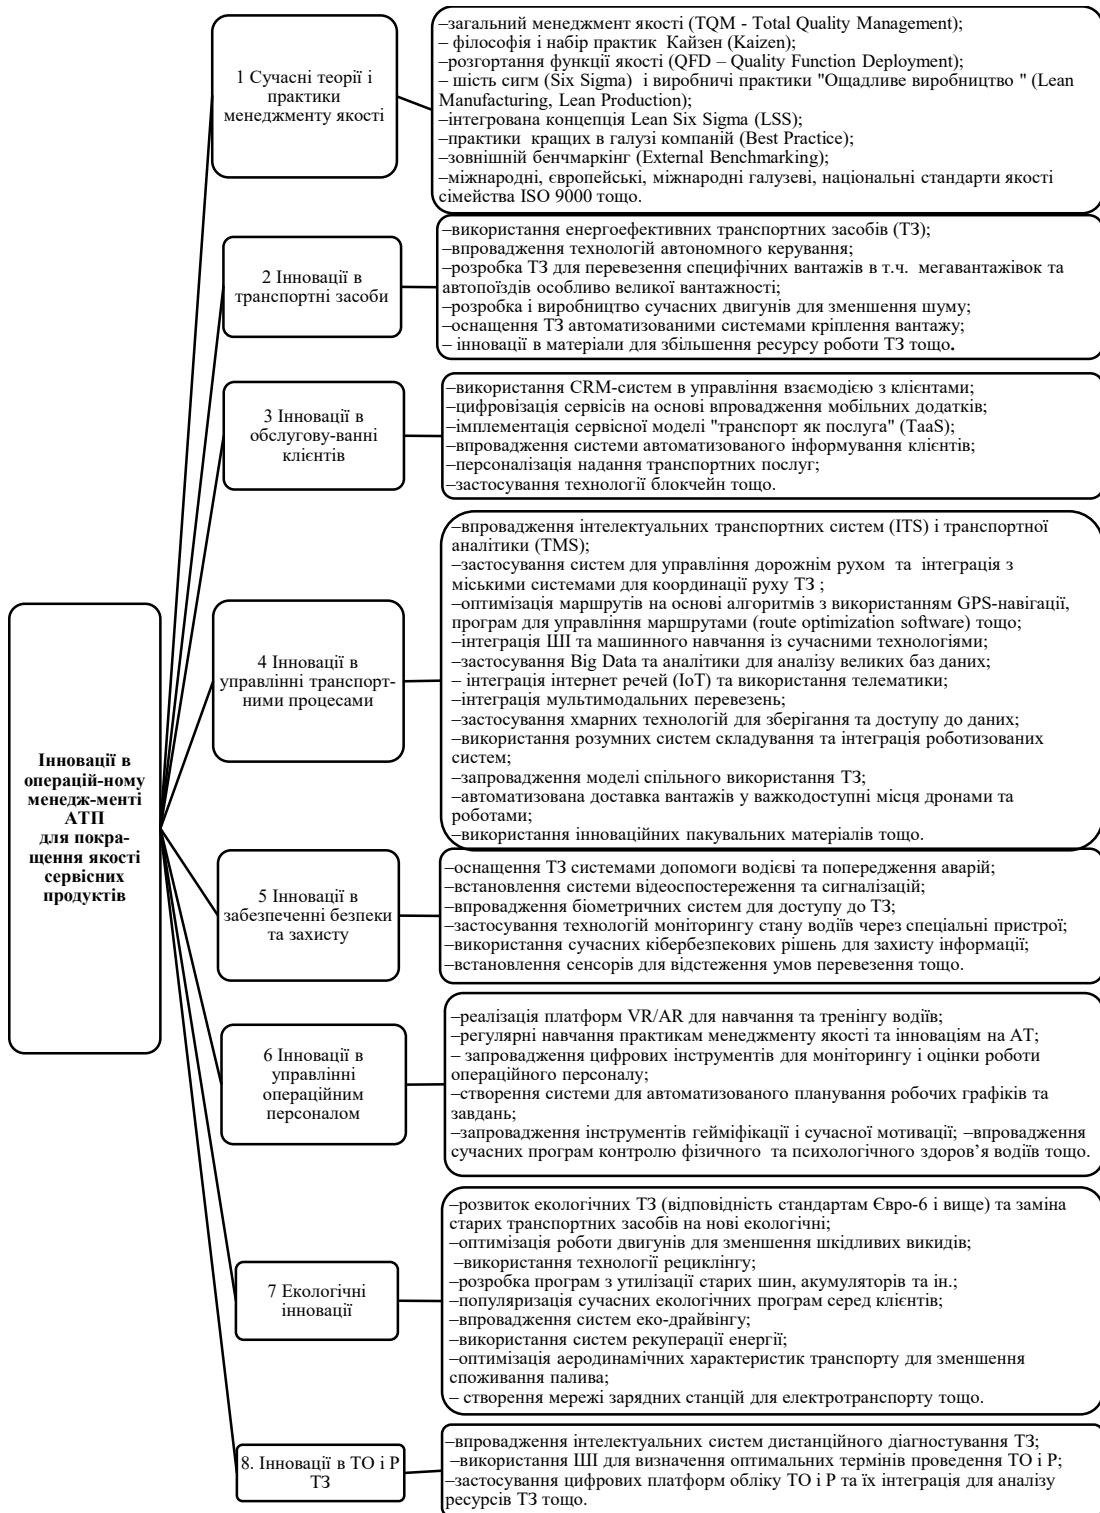 –загальний менеджмент якості (TQM - Total Quality Management);
– філософія і набір практик Кайзен (Kaizen);
–розгортання функції якості (QFD – Quality Function Deployment);
– шість сигм (Six Sigma) і виробничі практики "Ощадливе виробництво " (Lean
Manufacturing, Lean Production);
–інтегрована концепція Lean Six Sigma (LSS);
–практики кращих в галузі компаній (Best Practice);
–зовнішній бенчмаркінг (External Benchmarking);
–міжнародні, європейські, міжнародні галузеві, національні стандарти якості
сімейства ISO 9000 тощо.
1 Сучасні теорії і
практики
менеджменту якості
–використання енергоефективних транспортних засобів (ТЗ);
–впровадження технологій автономного керування;
–розробка ТЗ для перевезення специфічних вантажів в т.ч. мегавантажівок та
автопоїздів особливо великої вантажності;
–розробка і виробництво сучасних двигунів для зменшення шуму;
–оснащення ТЗ автоматизованими системами кріплення вантажу;
– інновації в матеріали для збільшення ресурсу роботи ТЗ тощо.
2 Інновації в
транспортні засоби
–використання CRM-систем в управління взаємодією з клієнтами;
–цифровізація сервісів на основі впровадження мобільних додатків;
–імплементація сервісної моделі "транспорт як послуга" (TaaS);
–впровадження системи автоматизованого інформування клієнтів;
–персоналізація надання транспортних послуг;
–застосування технології блокчейн тощо.
3 Інновації в
обслугову-ванні
клієнтів
–впровадження інтелектуальних транспортних систем (ITS) і транспортної
аналітики (TMS);
–застосування систем для управління дорожнім рухом та інтеграція з
міськими системами для координації руху ТЗ ;
–оптимізація маршрутів на основі алгоритмів з використанням GPS-навігації,
програм для управління маршрутами (route optimization software) тощо;
–інтеграція ШІ та машинного навчання із сучасними технологіями;
–застосування Big Data та аналітики для аналізу великих баз даних;
– інтеграція інтернет речей (IoT) та використання телематики;
–інтеграція мультимодальних перевезень;
–застосування хмарних технологій для зберігання та доступу до даних;
–використання розумних систем складування та інтеграція роботизованих
систем;
–запровадження моделі спільного використання ТЗ;
–автоматизована доставка вантажів у важкодоступні місця дронами та
роботами;
–використання інноваційних пакувальних матеріалів тощо.
4 Інновації в
управлінні транспорт-
ними процесами
Інновації в
операцій-ному
менедж-менті
АТП
для покра-
щення якості
сервісних
продуктів
–оснащення ТЗ системами допомоги водієві та попередження аварій;
–встановлення системи відеоспостереження та сигналізацій;
–впровадження біометричних систем для доступу до ТЗ;
–застосування технологій моніторингу стану водіїв через спеціальні пристрої;
–використання сучасних кібербезпекових рішень для захисту інформації;
–встановлення сенсорів для відстеження умов перевезення тощо.
5 Інновації в
забезпеченні безпеки
та захисту
–реалізація платформ VR/AR для навчання та тренінгу водіїв;
–регулярні навчання практикам менеджменту якості та інноваціям на АТ;
– запровадження цифрових інструментів для моніторингу і оцінки роботи
операційного персоналу;
–створення системи для автоматизованого планування робочих графіків та
завдань;
–запровадження інструментів гейміфікації і сучасної мотивації; –впровадження
сучасних програм контролю фізичного та психологічного здоров’я водіїв тощо.
6 Інновації в
управлінні
операційним
персоналом
–розвиток екологічних ТЗ (відповідність стандартам Євро-6 і вище) та заміна
старих транспортних засобів на нові екологічні;
–оптимізація роботи двигунів для зменшення шкідливих викидів;
–використання технології рециклінгу;
–розробка програм з утилізації старих шин, акумуляторів та ін.;
–популяризація сучасних екологічних програм серед клієнтів;
–впровадження систем еко-драйвінгу;
–використання систем рекуперації енергії;
–оптимізація аеродинамічних характеристик транспорту для зменшення
споживання палива;
– створення мережі зарядних станцій для електротранспорту тощо.
7 Екологічні
інновації
–впровадження інтелектуальних систем дистанційного діагностування ТЗ;
–використання ШІ для визначення оптимальних термінів проведення ТО і Р;
–застосування цифрових платформ обліку ТО і Р та їх інтеграція для аналізу
ресурсів ТЗ тощо.
8. Інновації в ТО і Р
ТЗ